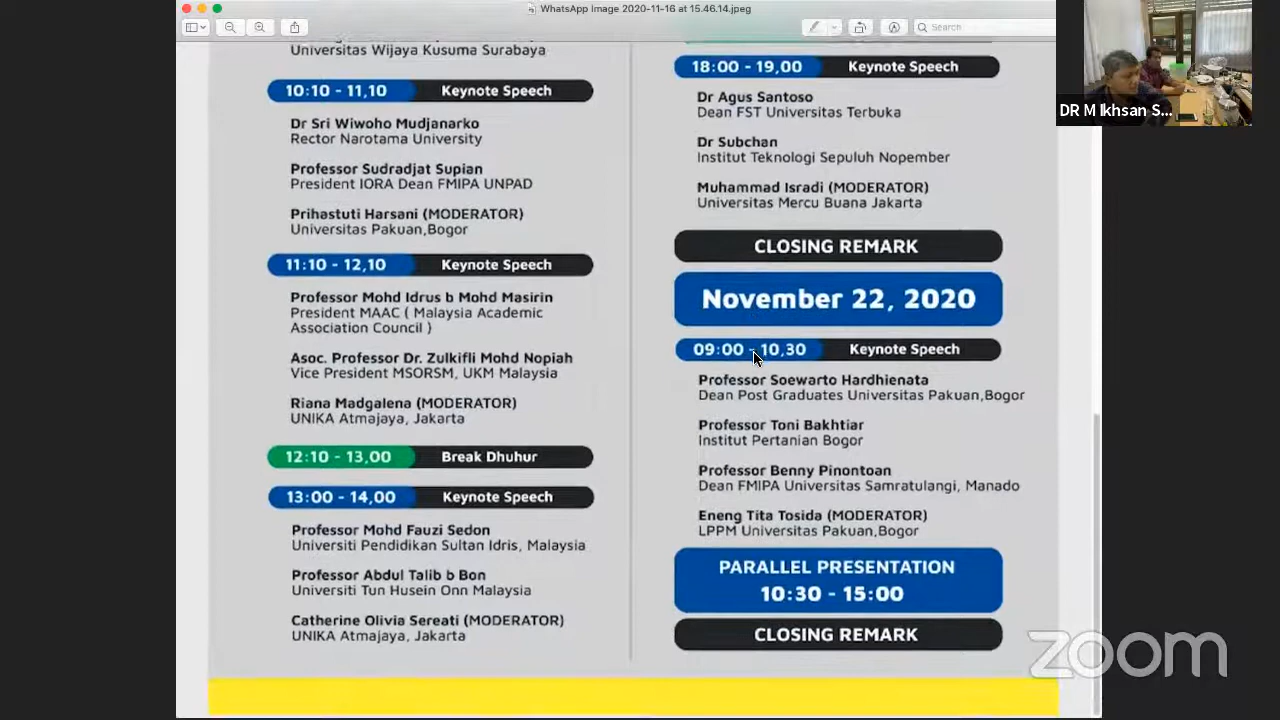 WhatsApp Image 2020-11-16 at 15.46.14.jpeg
Search
Universitas Wijaya Kusuma Surabaya
10:10 - 11,10 Keynote Speech
Dr Sri Wiwoho Mudjanarko
Rector Narotama University
Professor Sudradjat Supian
President IORA Dean FMIPA UNPAD
Prihastuti Harsani (MODERATOR)
Universitas Pakuan,Bogor
11:10 - 12,10 Keynote Speech
Professor Mohd Idrus b Mohd Masirin
President MAAC ( Malaysia Academic
Association Council )
Asoc. Professor Dr. Zulkifli Mohd Nopiah
Vice President MSORSM, UKM Malaysia
Riana Madgalena (MODERATOR)
UNIKA Atmajaya, Jakarta
12:10 - 13,00 Break Dhuhur
13:00 - 14,00 Keynote Speech
Professor Mohd Fauzi Sedon
Universiti Pendidikan Sultan Idris, Malaysia
Professor Abdul Talib b Bon
Universiti Tun Husein Onn Malaysia
Catherine Olivia Sereati (MODERATOR)
UNIKA Atmajaya, Jakarta
18:00 - 19,00 Keynote Speech
Dr Agus Santoso
Dean FST Universitas Terbuka
Dr Subchan
Institut Teknologi Sepuluh Nopember
Muhammad Isradi (MODERATOR)
Universitas Mercu Buana Jakarta
CLOSING REMARK
November 22, 2020
09:00 - 10,30 Keynote Speech
Professor Soewarto Hardhienata
Dean Post Graduates Universitas Pakuan,Bogor
Professor Toni Bakhtiar
Institut Pertanian Bogor
Professor Benny Pinontoan
Dean FMIPA Universitas Samratulangi, Manado
Eneng Tita Tosida (MODERATOR)
LPPM Universitas Pakuan,Bogor
PARALLEL PRESENTATION
10:30 - 15:00
CLOSING REMARK
DR M Ikhsan S...
zoom